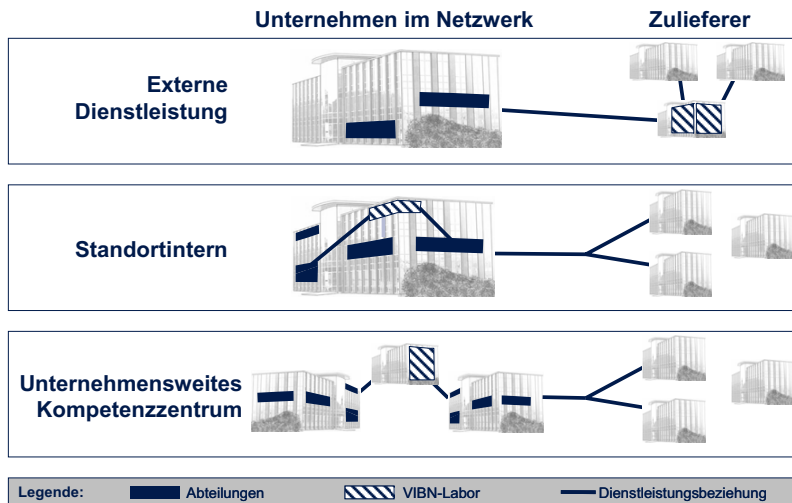 Unternehmen im Netzwerk
Zulieferer
Externe
Dienstleistung
Standortintern
Unternehmensweites
Kompetenzzentrum
Legende:
Abteilungen
VIBN-Labor
Dienstleistungsbeziehung